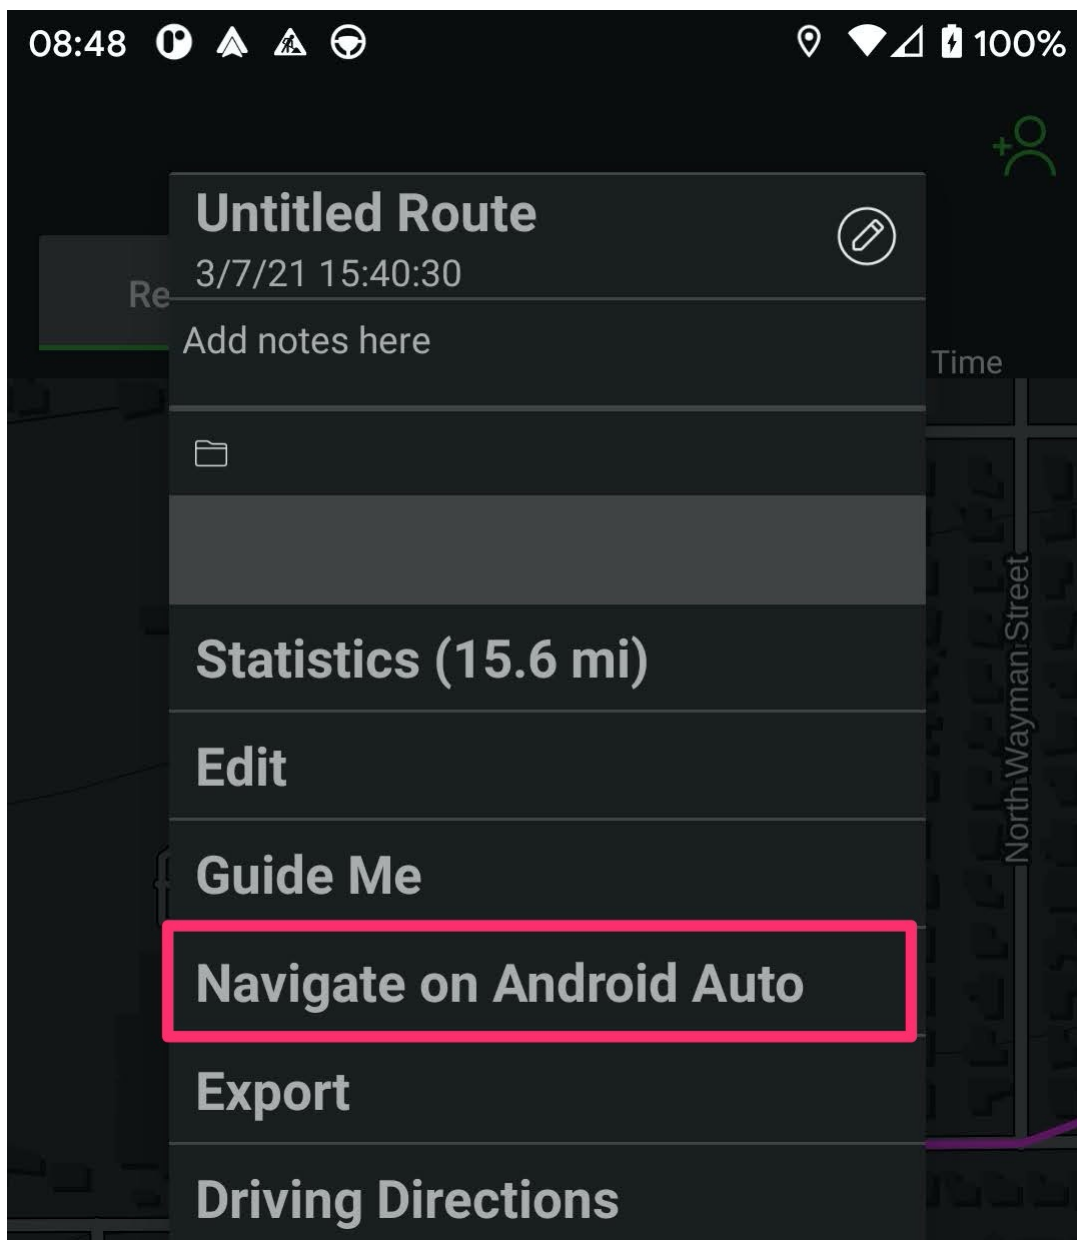 08:48
100%
Untitled Route
3/7/21 15:40:30
Re
Add notes here
Time
Statistics (15.6 mi)
Edit
North Wayman Street
Guide Me
Navigate on Android Auto
Export
Driving Directions